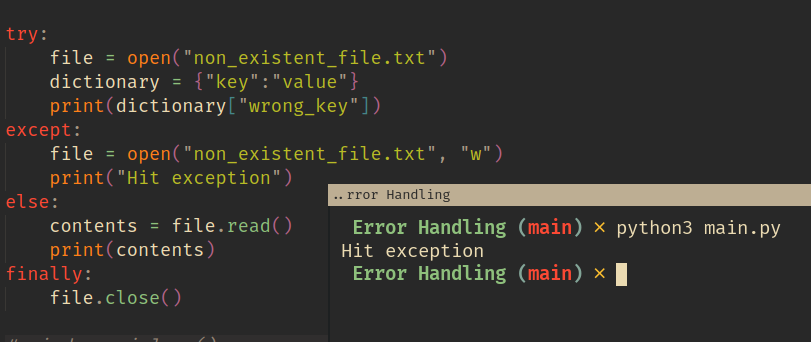 try:
    file = open("non_existent_file.txt")
    dictionary = {"key":"value"}
    print(dictionary["wrong_key"])
except:
    file = open("non_existent_file.txt", "w")
    print("Hit exception")
else:
    contents = file.read()
    print(contents)
finally:
    file.close()
..rror Handling
Error Handling (main) × python3 main.py
Hit exception
Error Handling (main) ×